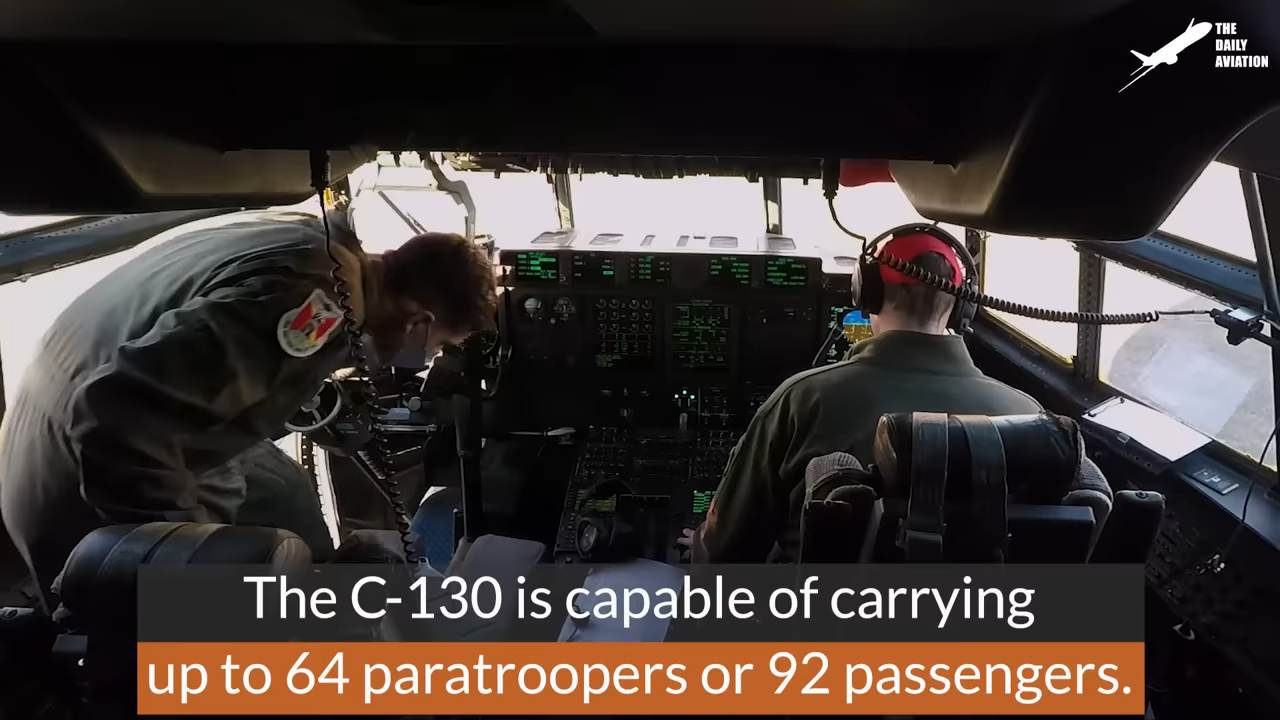 THE
DAILY
AVIATION
The C-130 is capable of carrying
up to 64 paratroopers or 92 passengers.